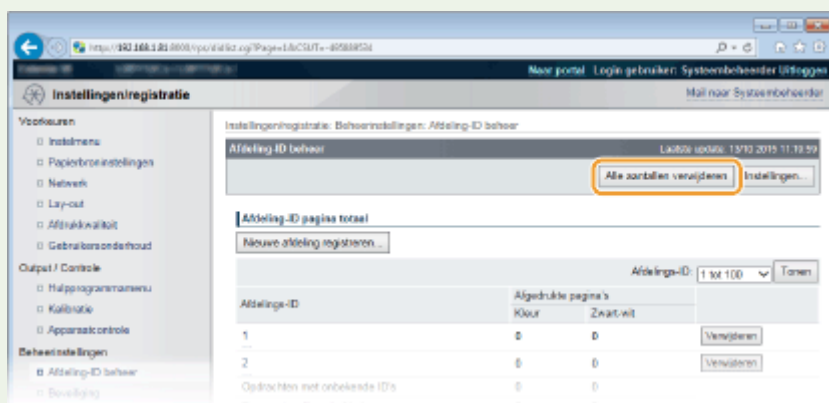 Naar portal Login gebruiker: Systeembeheerder Uitloggen
Instellingen/registratie
Mail naar Systeembeheerder
Voorkeuren
Instelmenu
Papierbroninstellingen
Netwerk
Lay-out
Afdrukkwaliteit
Gebruikersonderhoud
Output / Controle
Hulpprogrammamenu
Kalibratie
Apparaatcontrole
Beheerinstellingen
Afdeling-ID beheer
Beveiliging
Instellingen/registratie: Beheerinstellingen: Afdeling-ID beheer
Afdeling-ID beheer
Laatste update: 13/10 2015 11:19:59
Alle aantallen verwijderen Instellingen...
Afdeling-ID pagina totaal
Nieuwe afdeling registreren...
Afdelings-ID: 1 tot 100 Tonen
Afdelings-ID Afgedrukte pagina's
Kleur Zwart-wit
1 0 0 Verwijderen
2 0 0 Verwijderen
Opdrachten met onbekende ID's 0 0